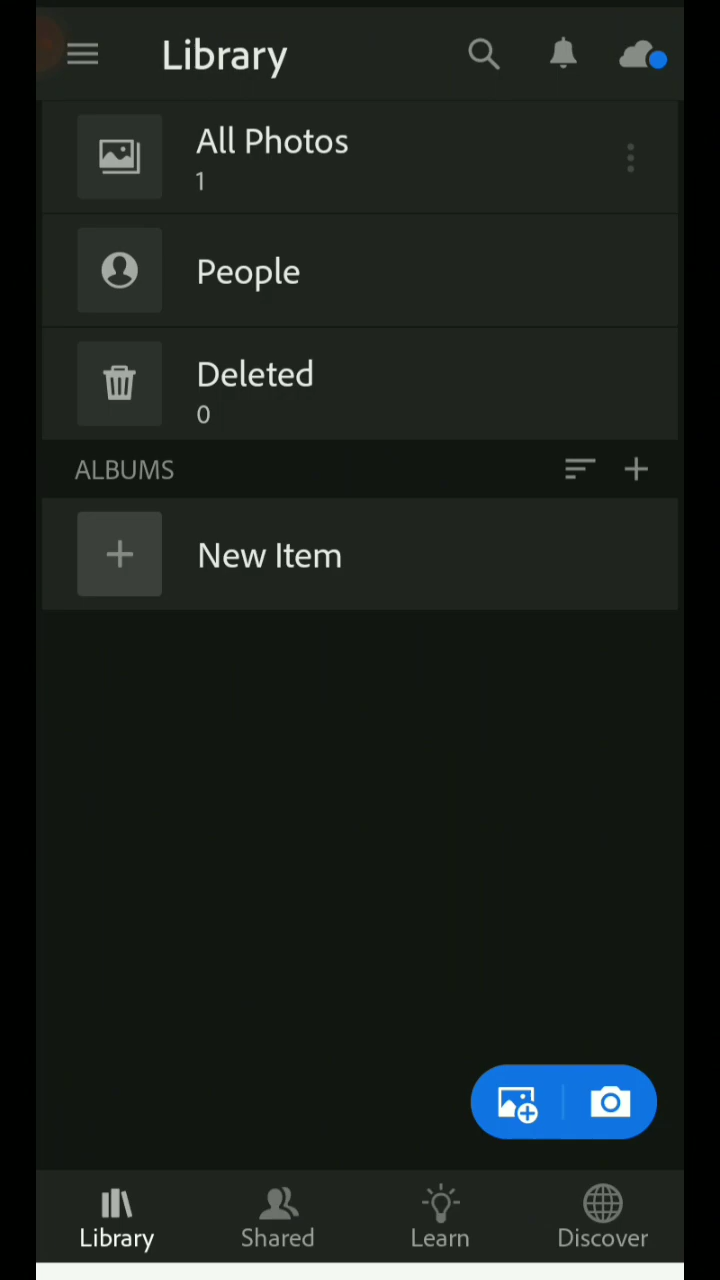 Library
All Photos
1
People
Deleted
0
ALBUMS
New Item
Library
Shared
Learn
Discover